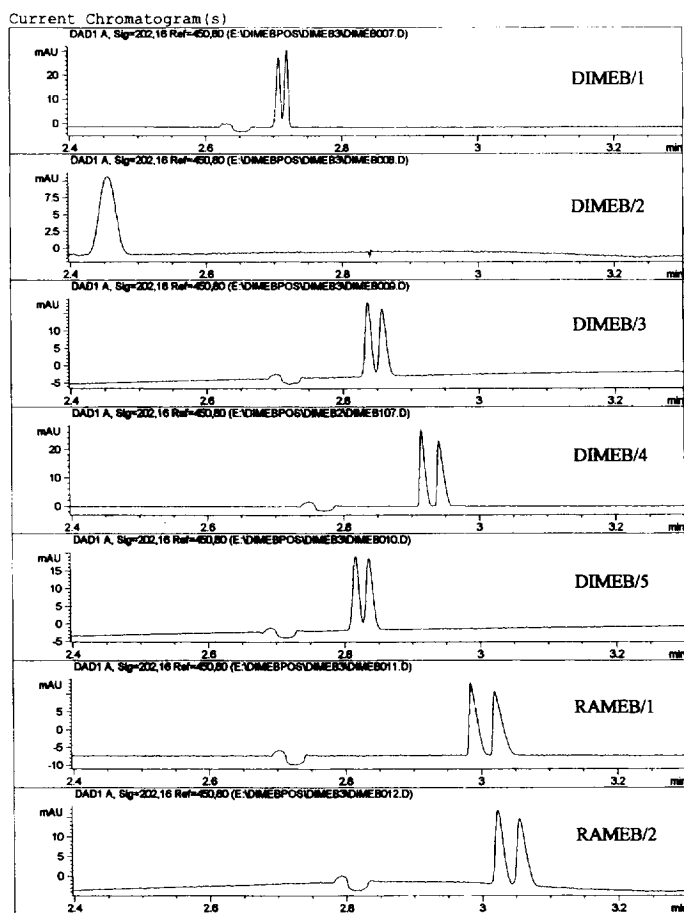 Current Chromatogram(s)
DAD1 A, Sig=202,16 Ref=450,80 (E:\DIMEBPOS\DIMEB3\DIMEB007.D)
mAU
DIMEB/1
20
10
0
2.4 2.6 2.8 3 3.2 min
DAD1 A, Sig=202,16 Ref=450,80 (E:\DIMEBPOS\DIMEB3\DIMEB008.D)
mAU
DIMEB/2
7.5
5
2.5
0
2.4 2.6 2.8 3 3.2 min
DAD1 A, Sig=202,16 Ref=450,80 (E:\DIMEBPOS\DIMEB3\DIMEB009.D)
mAU
DIMEB/3
15
10
5
0
-5
2.4 2.6 2.8 3 3.2 min
DAD1 A, Sig=202,16 Ref=450,80 (E:\DIMEBPOS\DIMEB2\DIMEB107.D)
mAU
DIMEB/4
20
10
0
2.4 2.6 2.8 3 3.2 min
DAD1 A, Sig=202,16 Ref=450,80 (E:\DIMEBPOS\DIMEB3\DIMEB010.D)
mAU
DIMEB/5
15
10
5
0
-5
2.4 2.6 2.8 3 3.2 min
DAD1 A, Sig=202,16 Ref=450,80 (E:\DIMEBPOS\DIMEB3\DIMEB011.D)
mAU
RAMEB/1
5
0
-5
-10
2.4 2.6 2.8 3 3.2 min
DAD1 A, Sig=202,16 Ref=450,80 (E:\DIMEBPOS\DIMEB3\DIMEB012.D)
mAU
RAMEB/2
10
5
0
2.4 2.6 2.8 3 3.2 min